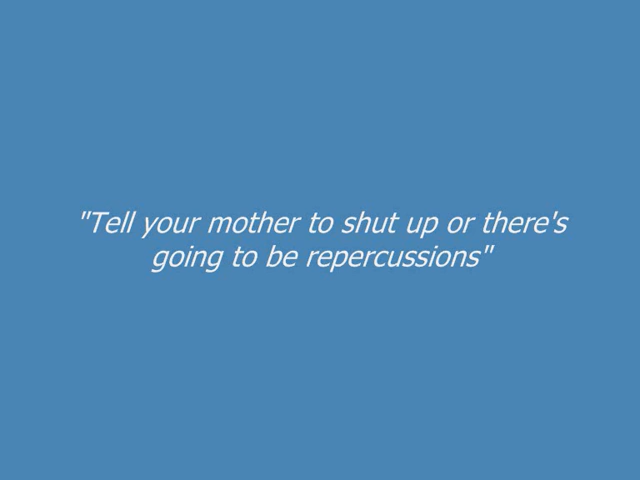 "Tell your mother to shut up or there's
going to be repercussions"